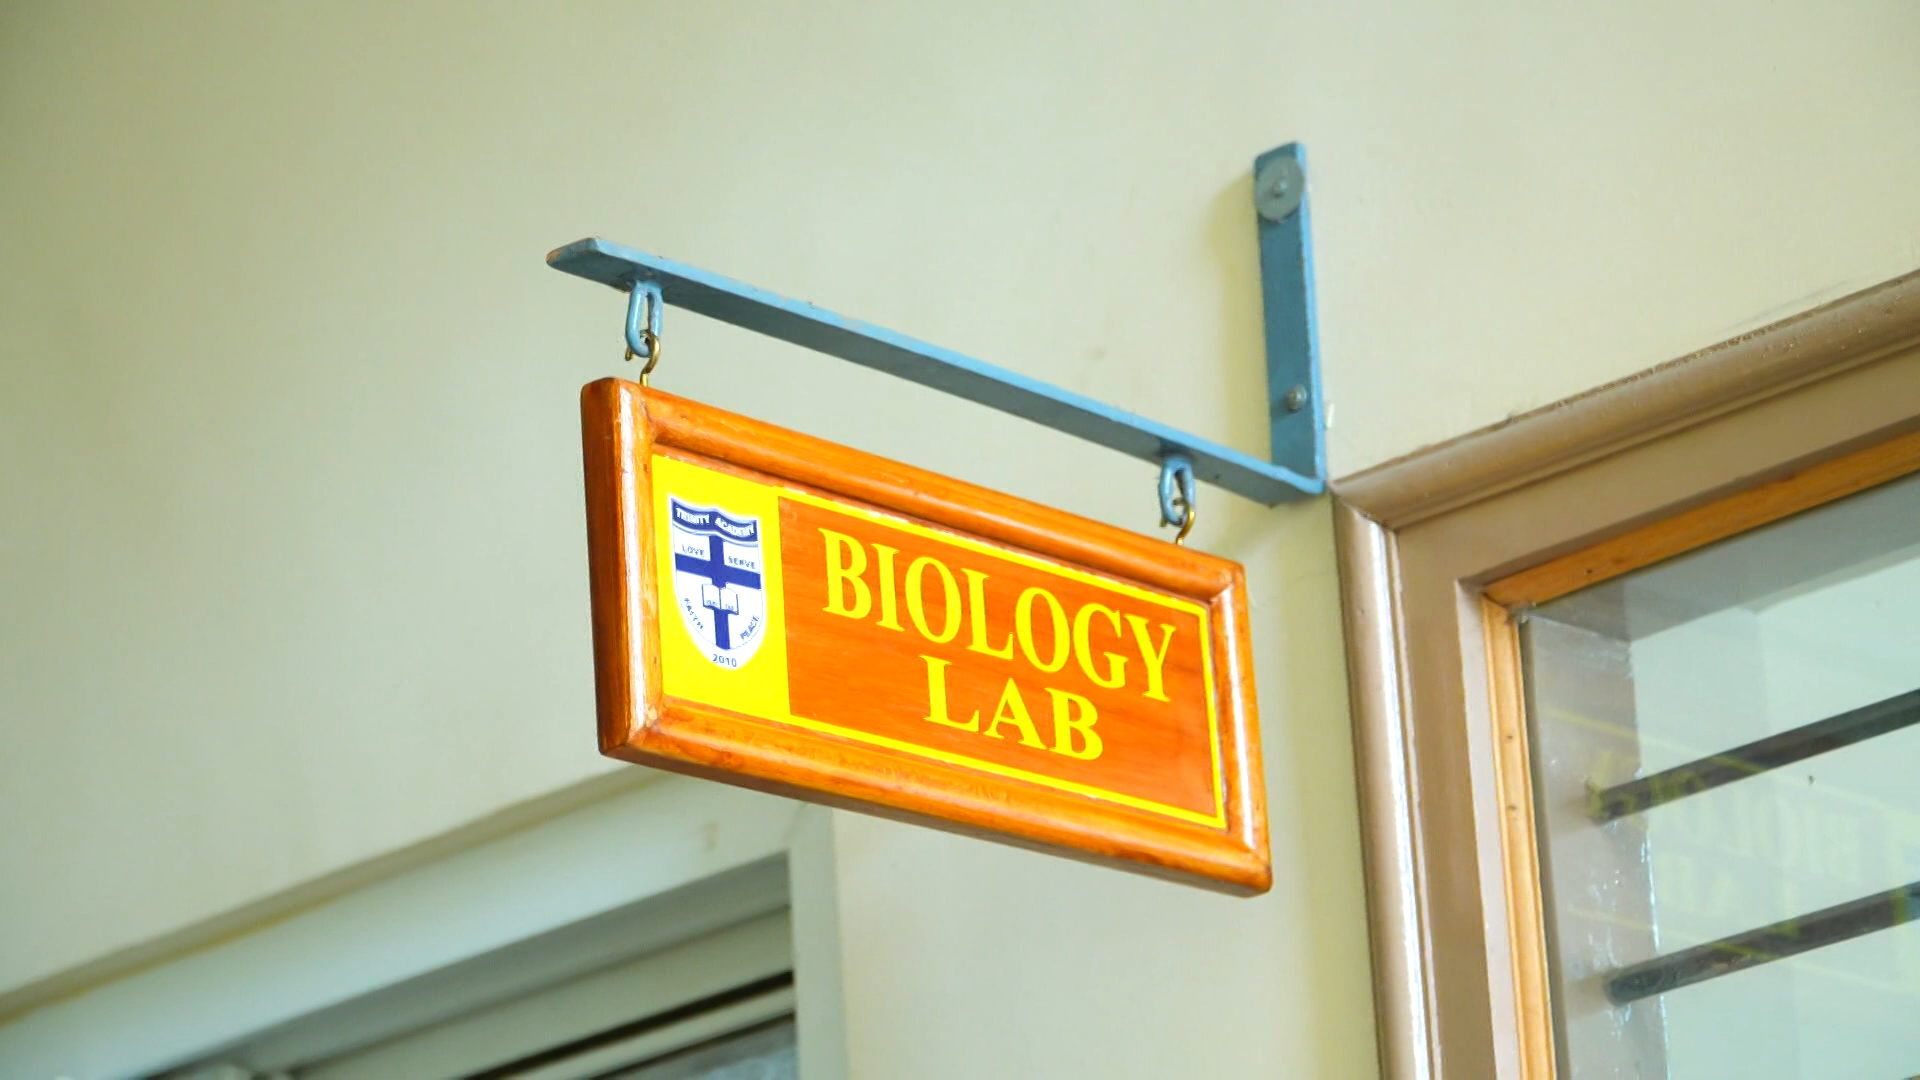 TRINITY ACADEMY
LOVE SERVE
FAITH PEACE
2010
BIOLOGY
LAB